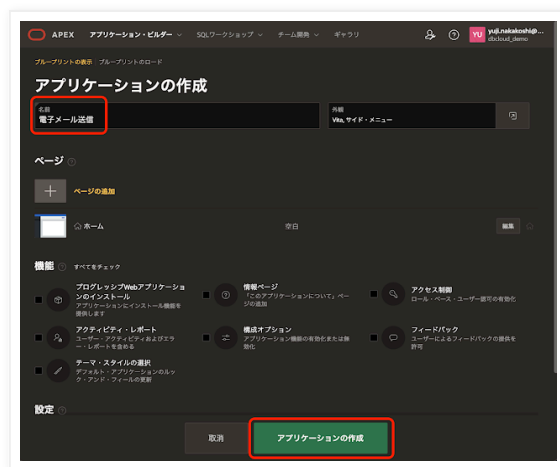 APEX アプリケーション・ビルダー SQLワークショップ チーム開発 ギャラリ YU yuji.nakakoshi@...
dbcloud_demo
ブループリントの表示 ブループリントのロード
アプリケーションの作成
名前
電子メール送信
外観
Vita, サイド・メニュー
ページ
ページの追加
ホーム 空白 編集
機能 すべてをチェック
プログレッシブWebアプリケーションのインストール
アプリケーションにインストール機能を提供します
情報ページ
「このアプリケーションについて」ページの追加
アクセス制御
ロール・ベース・ユーザー認可の有効化
アクティビティ・レポート
ユーザー・アクティビティおよびエラー・レポートを含める
構成オプション
アプリケーション機能の有効化または無効化
フィードバック
ユーザーによるフィードバックの提供を許可
テーマ・スタイルの選択
デフォルト・アプリケーションのルック・アンド・フィールの更新
設定
取消 アプリケーションの作成